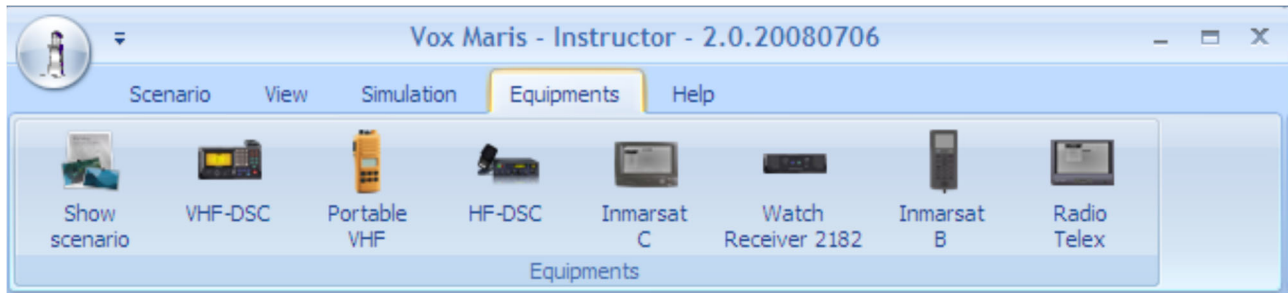 Vox Maris - Instructor - 2.0.20080706
Scenario View Simulation Equipments Help
Show scenario
VHF-DSC
Portable VHF
HF-DSC
Inmarsat C
Watch Receiver 2182
Inmarsat B
Radio Telex
Equipments